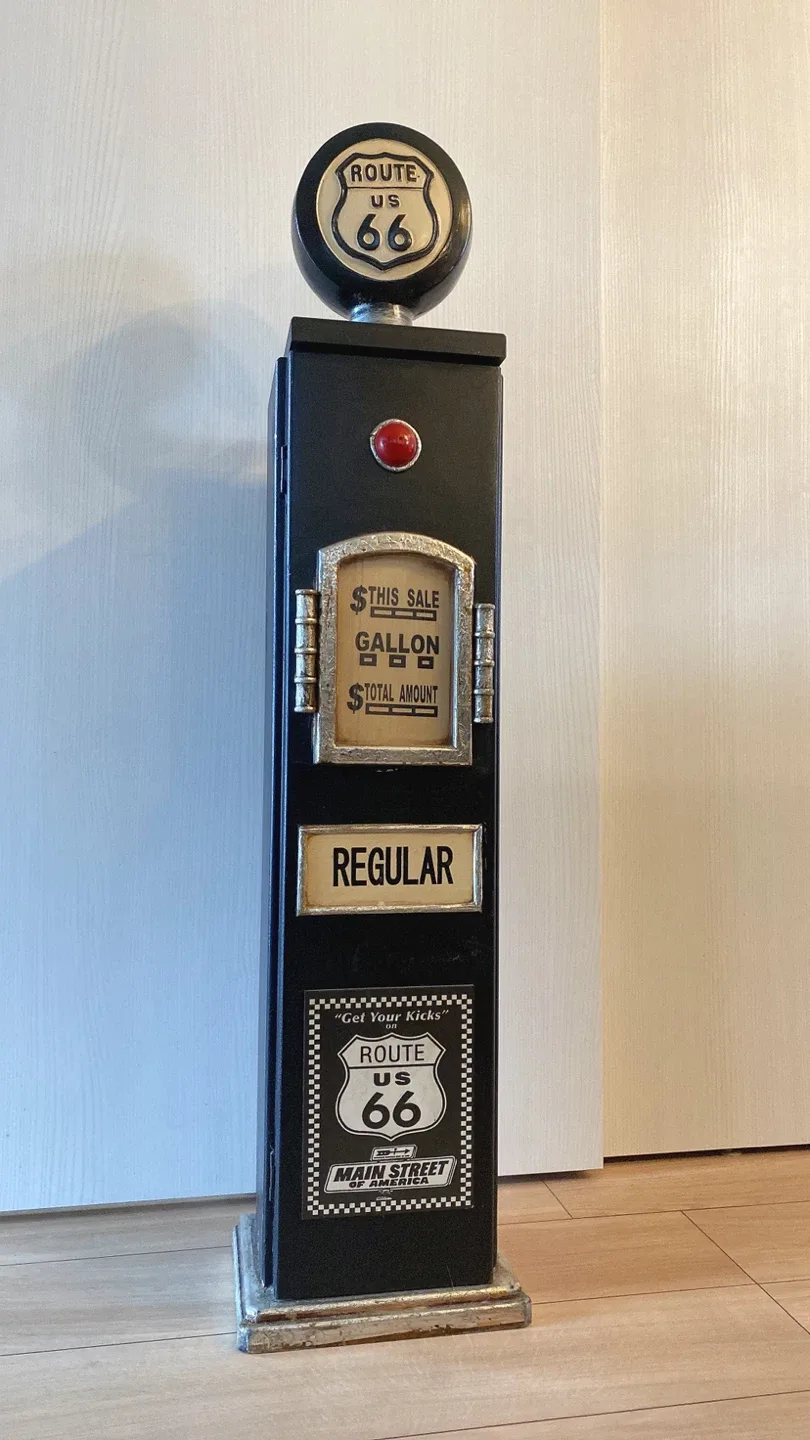 ROUTE
US
66
$THIS SALE
GALLON
$TOTAL AMOUNT
REGULAR
"Get Your Kicks"
on
ROUTE
US
66
MAIN STREET
OF AMERICA